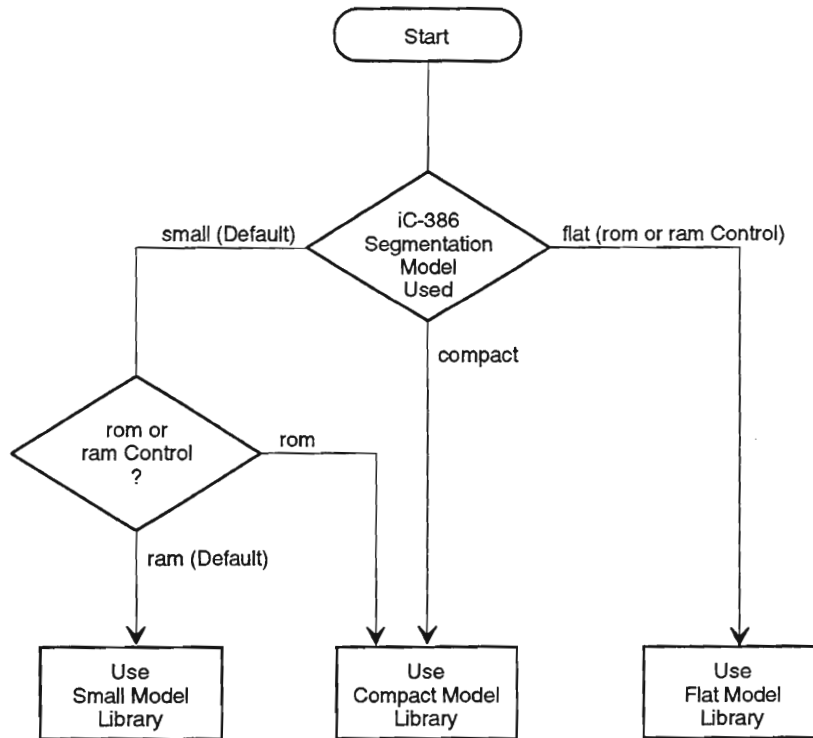 Start
iC-386
Segmentation
Model
Used
small (Default)
flat (rom or ram Control)
compact
rom or
ram Control
?
rom
ram (Default)
Use
Small Model
Library
Use
Compact Model
Library
Use
Flat Model
Library